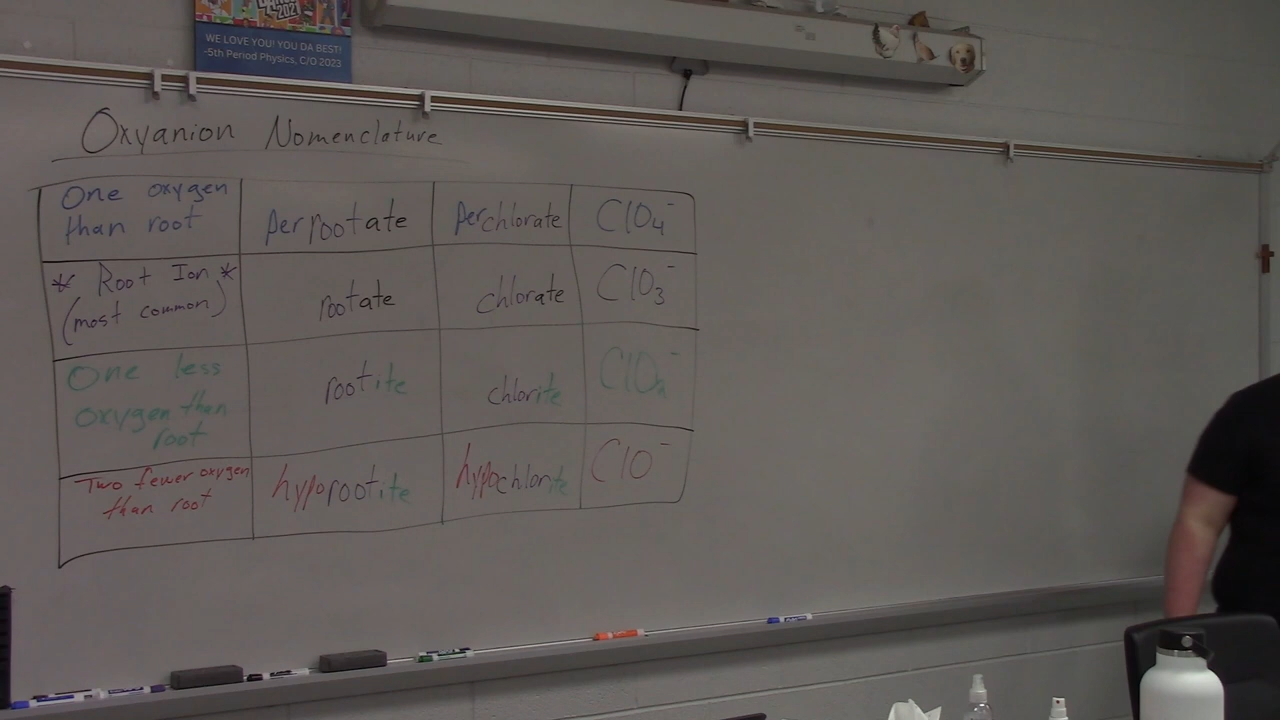 2021
WE LOVE YOU! YOU DA BEST!
-5th Period Physics, C/O 2023
Oxyanion Nomenclature
One oxygen
than root
perrootate
perchlorate
ClO4-
* Root Ion *
(most common)
rootate
chlorate
ClO3-
One less
oxygen than
root
rootite
chlorite
ClO2-
Two fewer oxygen
than root
hyporootite
hypochlorite
ClO-